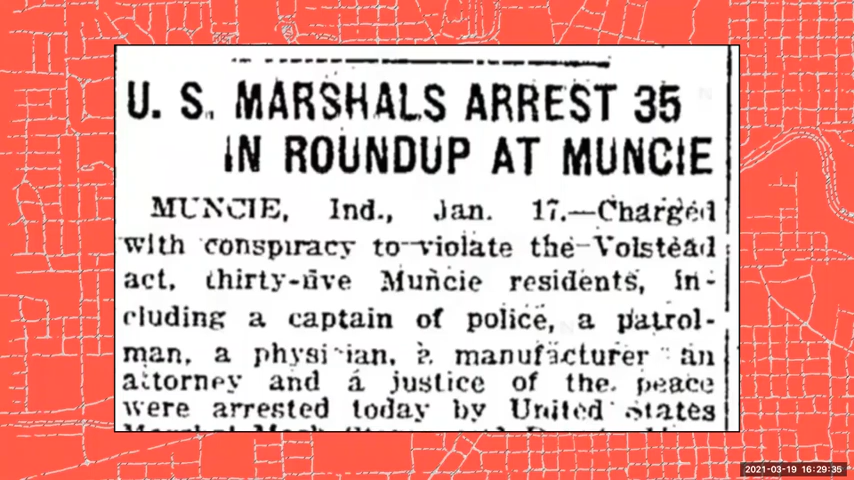 U. S. MARSHALS ARREST 35
IN ROUNDUP AT MUNCIE
MUNCIE, Ind., Jan. 17.—Charged
with conspiracy to violate the Volstead
act, thirty-five Muncie residents, in-
cluding a captain of police, a patrol-
man, a physician, a manufacturer an
attorney and a justice of the peace
were arrested today by United States
2021-03-19 16:29:35